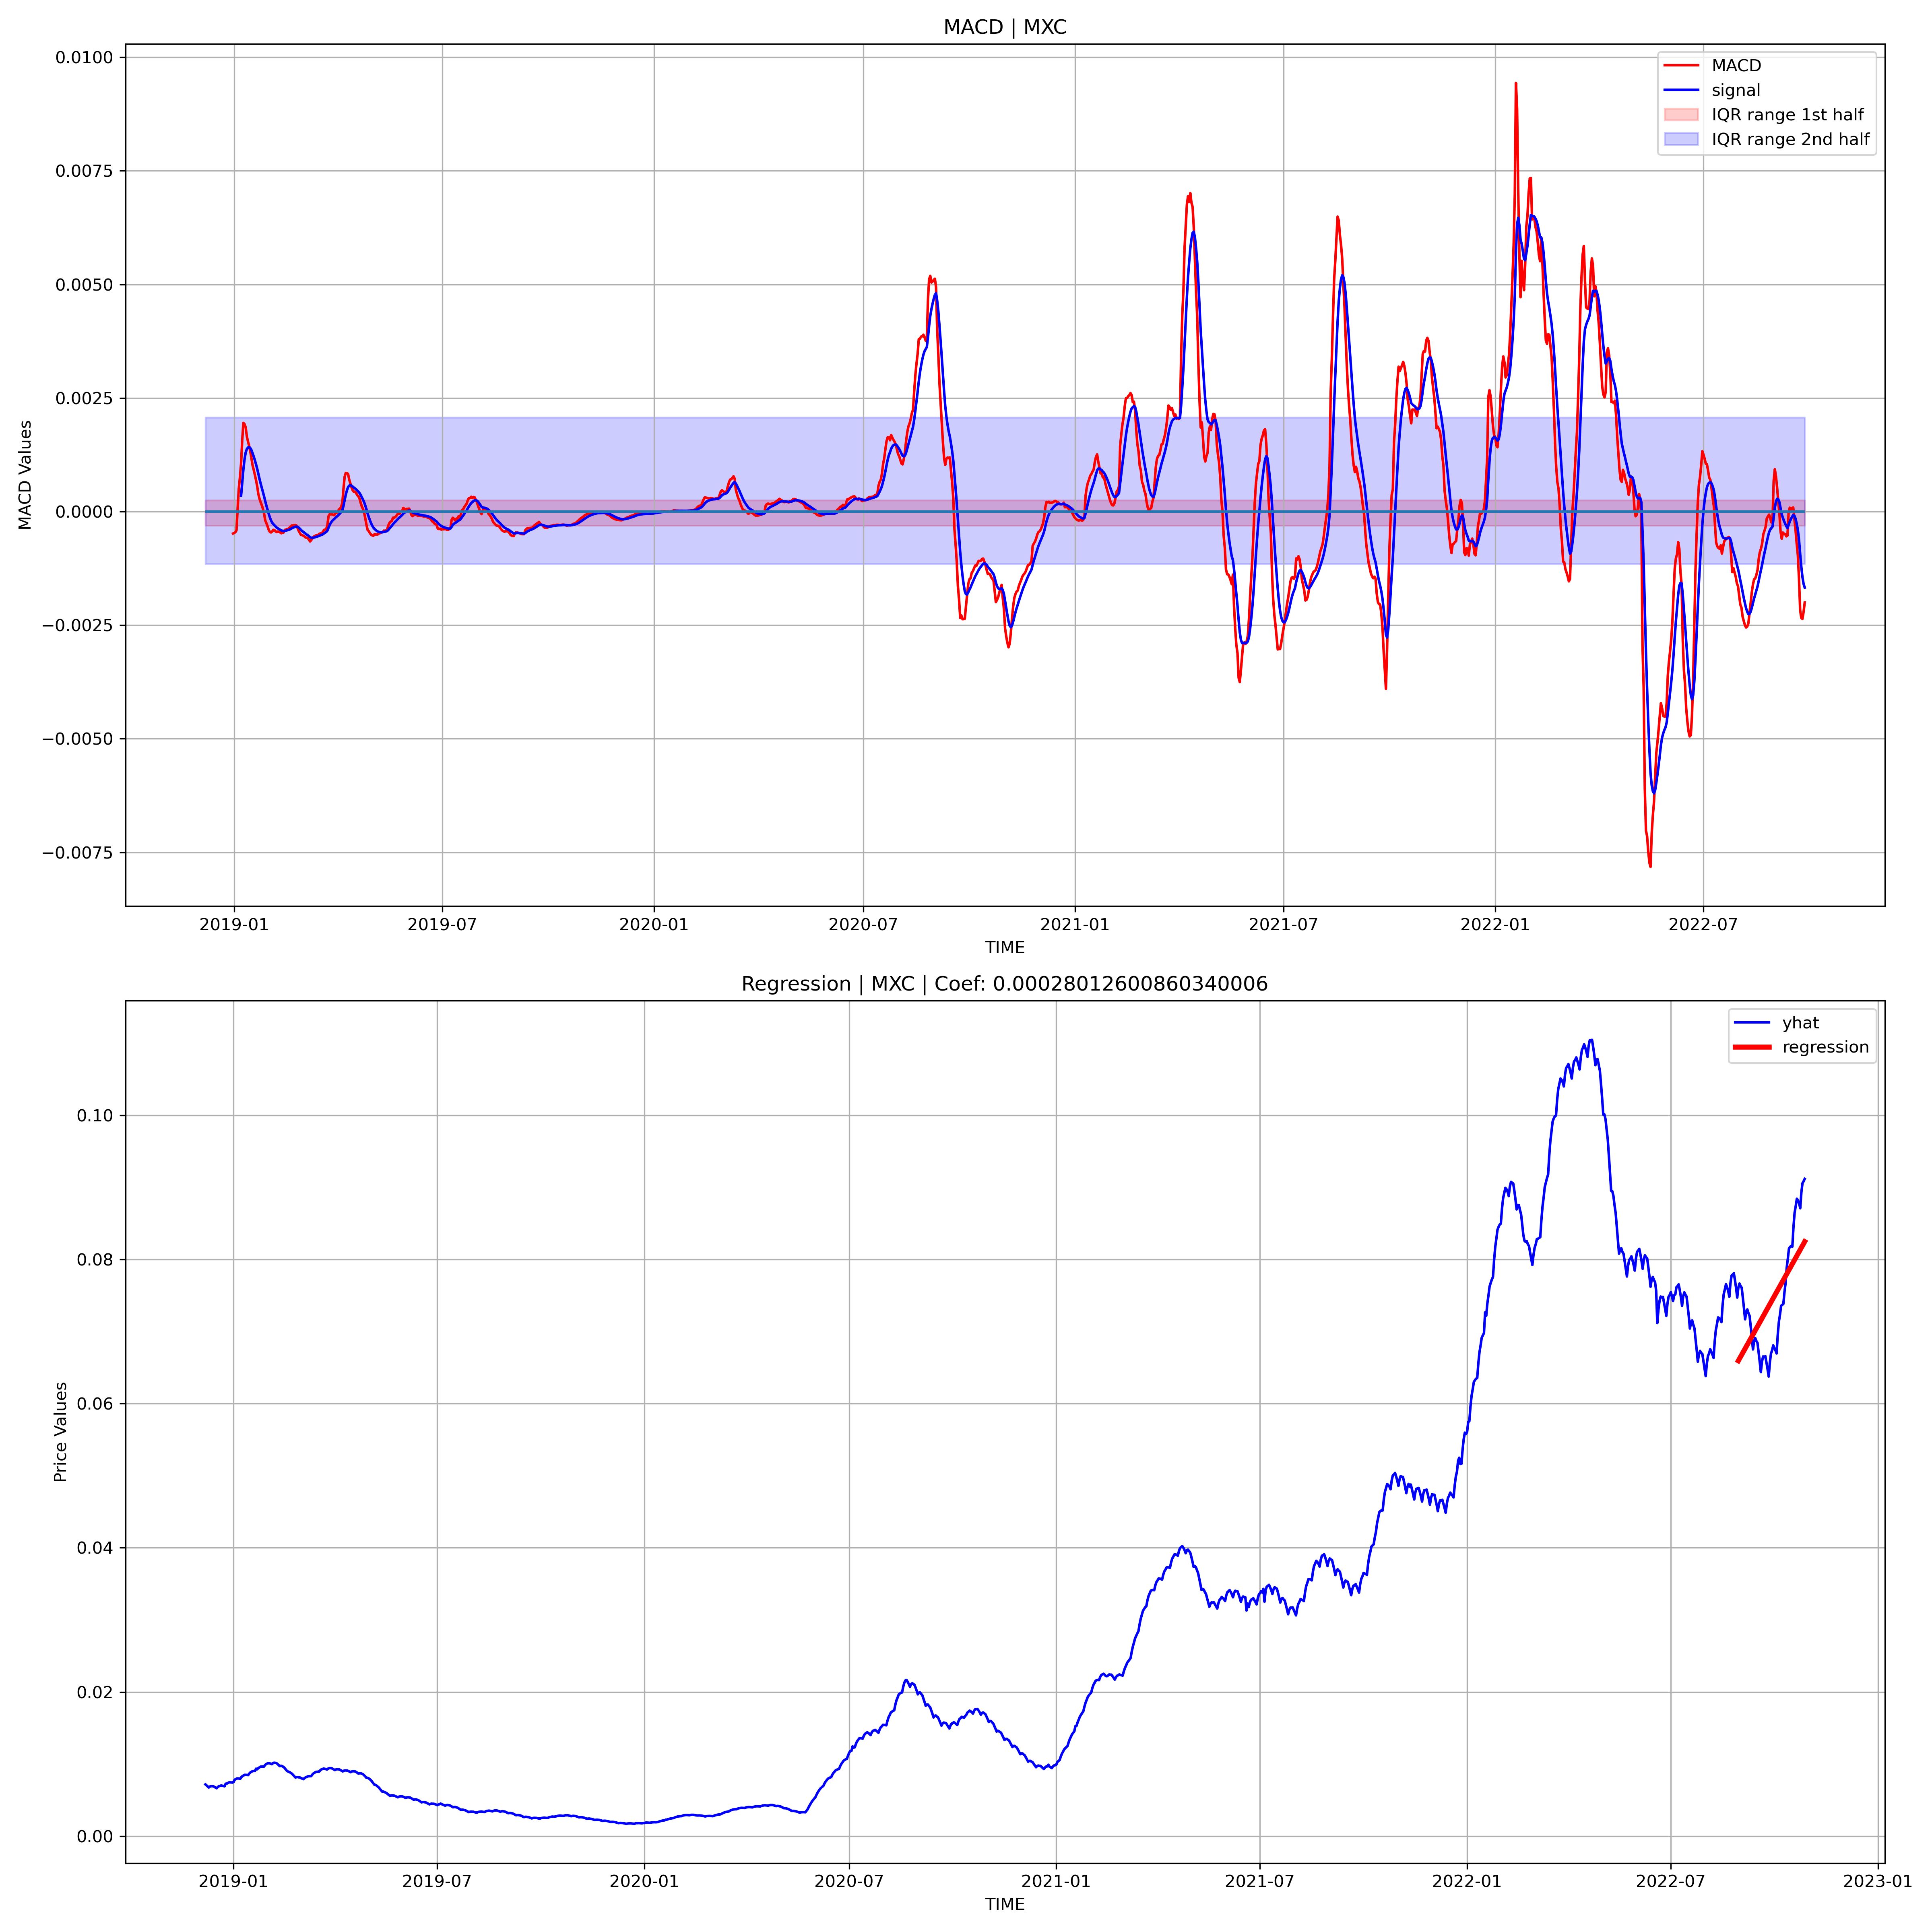 MACD | MXC
0.0100
0.0075
0.0050
0.0025
0.0000
−0.0025
−0.0050
−0.0075
MACD Values
MACD
signal
IQR range 1st half
IQR range 2nd half
2019-01 2019-07 2020-01 2020-07 2021-01 2021-07 2022-01 2022-07
TIME
Regression | MXC | Coef: 0.00028012600860340006
0.10
0.08
0.06
0.04
0.02
0.00
Price Values
yhat
regression
2019-01 2019-07 2020-01 2020-07 2021-01 2021-07 2022-01 2022-07 2023-01
TIME